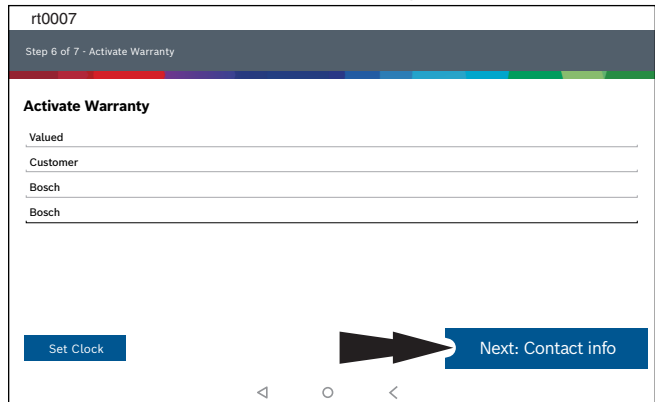 rt0007
Step 6 of 7 - Activate Warranty
Activate Warranty
Valued
Customer
Bosch
Bosch
Set Clock
Next: Contact info